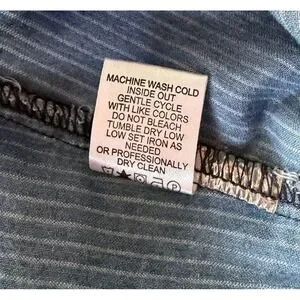 MACHINE WASH COLD
INSIDE OUT
GENTLE CYCLE
WITH LIKE COLORS
DO NOT BLEACH
TUMBLE DRY LOW
LOW SET IRON AS
NEEDED
OR PROFESSIONALLY
DRY CLEAN